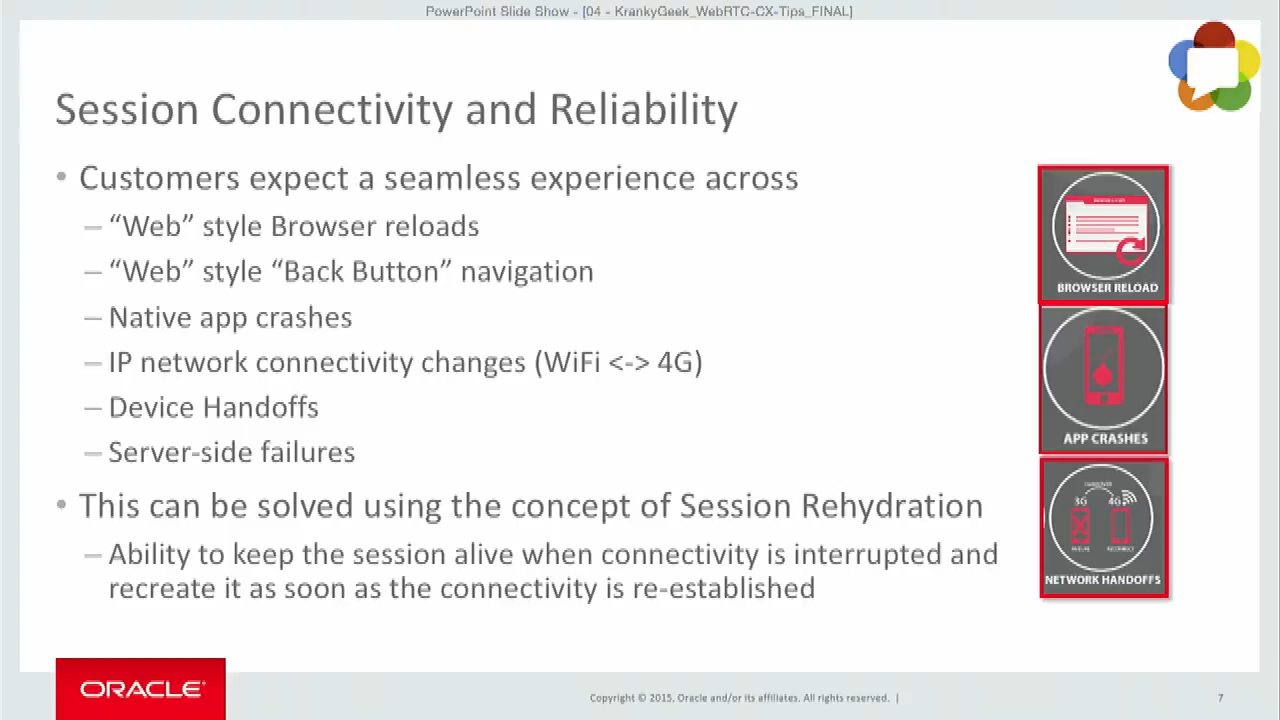 PowerPoint Slide Show - [04 - KrankyGeek_WebRTC-CX-Tips_FINAL]
Session Connectivity and Reliability
• Customers expect a seamless experience across
– “Web” style Browser reloads
– “Web” style “Back Button” navigation
– Native app crashes
– IP network connectivity changes (WiFi <-> 4G)
– Device Handoffs
– Server-side failures
• This can be solved using the concept of Session Rehydration
– Ability to keep the session alive when connectivity is interrupted and
recreate it as soon as the connectivity is re-established
BROWSER RELOAD
APP CRASHES
3G 4G
NETWORK HANDOFFS
ORACLE
Copyright © 2015, Oracle and/or its affiliates. All rights reserved. |
7